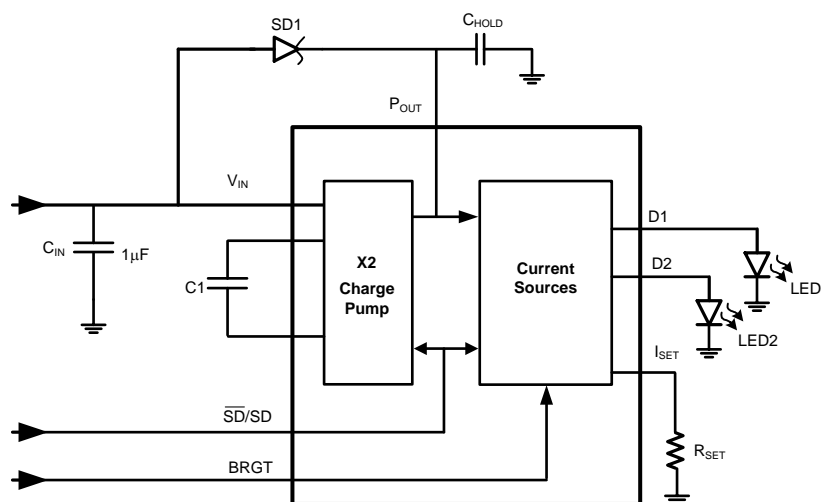 SD1
CHOLD
POUT
VIN
CIN
1µF
C1
X2
Charge
Pump
Current
Sources
D1
D2
LED
LED2
ISET
SD/SD
BRGT
RSET